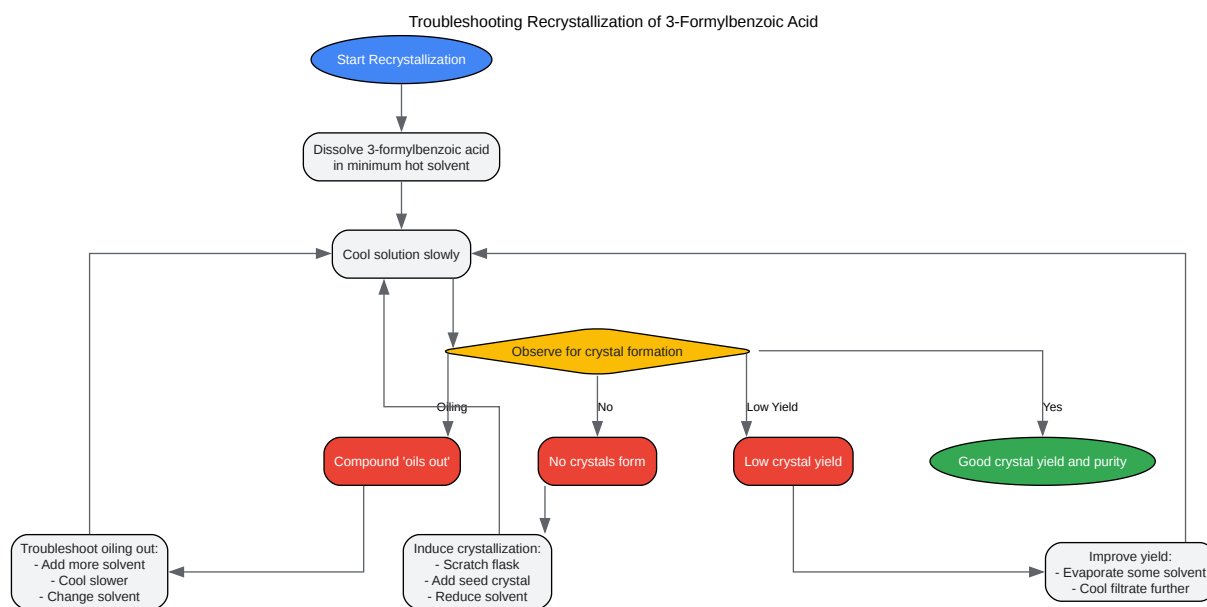 Troubleshooting Recrystallization of 3-Formylbenzoic Acid
Start Recrystallization
Dissolve 3-formylbenzoic acid
in minimum hot solvent
Cool solution slowly
Observe for crystal formation
Oiling
No
Low Yield
Yes
Compound 'oils out'
No crystals form
Low crystal yield
Good crystal yield and purity
Troubleshoot oiling out:
- Add more solvent
- Cool slower
- Change solvent
Induce crystallization:
- Scratch flask
- Add seed crystal
- Reduce solvent
Improve yield:
- Evaporate some solvent
- Cool filtrate further